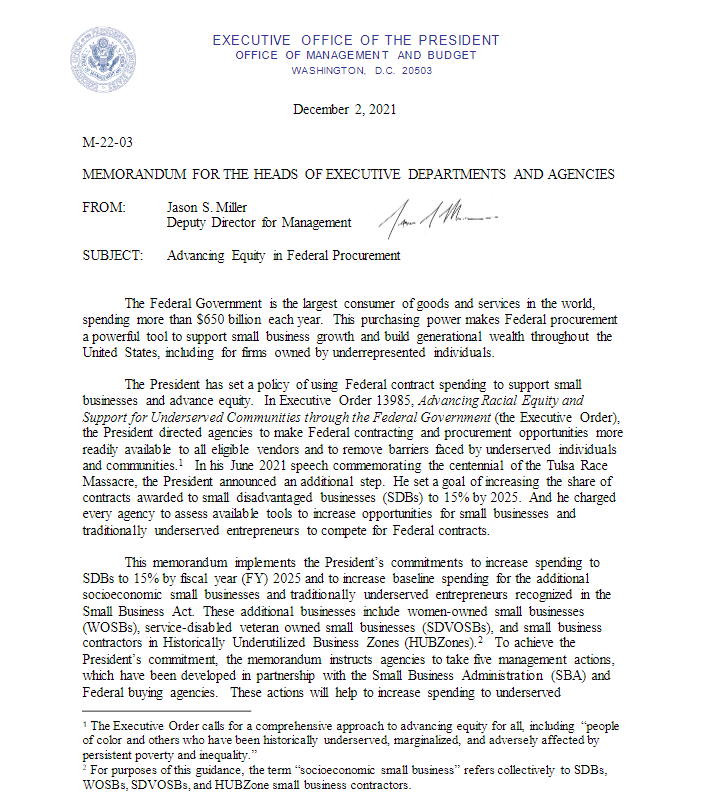 EXECUTIVE OFFICE OF THE PRESIDENT
OFFICE OF MANAGEMENT AND BUDGET
WASHINGTON, D.C. 20503
December 2, 2021
M-22-03
MEMORANDUM FOR THE HEADS OF EXECUTIVE DEPARTMENTS AND AGENCIES
FROM: Jason S. Miller
Deputy Director for Management
SUBJECT: Advancing Equity in Federal Procurement
The Federal Government is the largest consumer of goods and services in the world,
spending more than $650 billion each year. This purchasing power makes Federal procurement
a powerful tool to support small business growth and build generational wealth throughout the
United States, including for firms owned by underrepresented individuals.
The President has set a policy of using Federal contract spending to support small
businesses and advance equity. In Executive Order 13985, Advancing Racial Equity and
Support for Underserved Communities through the Federal Government (the Executive Order),
the President directed agencies to make Federal contracting and procurement opportunities more
readily available to all eligible vendors and to remove barriers faced by underserved individuals
and communities.¹ In his June 2021 speech commemorating the centennial of the Tulsa Race
Massacre, the President announced an additional step. He set a goal of increasing the share of
contracts awarded to small disadvantaged businesses (SDBs) to 15% by 2025. And he charged
every agency to assess available tools to increase opportunities for small businesses and
traditionally underserved entrepreneurs to compete for Federal contracts.
This memorandum implements the President's commitments to increase spending to
SDBs to 15% by fiscal year (FY) 2025 and to increase baseline spending for the additional
socioeconomic small businesses and traditionally underserved entrepreneurs recognized in the
Small Business Act. These additional businesses include women-owned small businesses
(WOSBs), service-disabled veteran owned small businesses (SDVOSBs), and small business
contractors in Historically Underutilized Business Zones (HUBZones).² To achieve the
President's commitment, the memorandum instructs agencies to take five management actions,
which have been developed in partnership with the Small Business Administration (SBA) and
Federal buying agencies. These actions will help to increase spending to underserved
¹ The Executive Order calls for a comprehensive approach to advancing equity for all, including "people
of color and others who have been historically underserved, marginalized, and adversely affected by
persistent poverty and inequality."
² For purposes of this guidance, the term "socioeconomic small business" refers collectively to SDBs,
WOSBs, SDVOSBs, and HUBZone small business contractors.